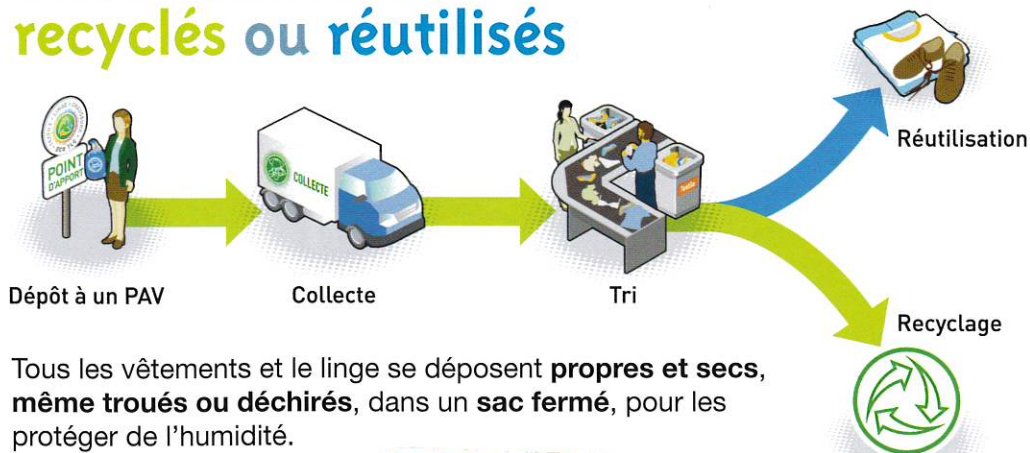 recyclés ou réutilisés
POINT
D'APPORT
COLLECTE
Réutilisation
Dépôt à un PAV
Collecte
Tri
Recyclage
Tous les vêtements et le linge se déposent propres et secs,
même troués ou déchirés, dans un sac fermé, pour les
protéger de l'humidité.